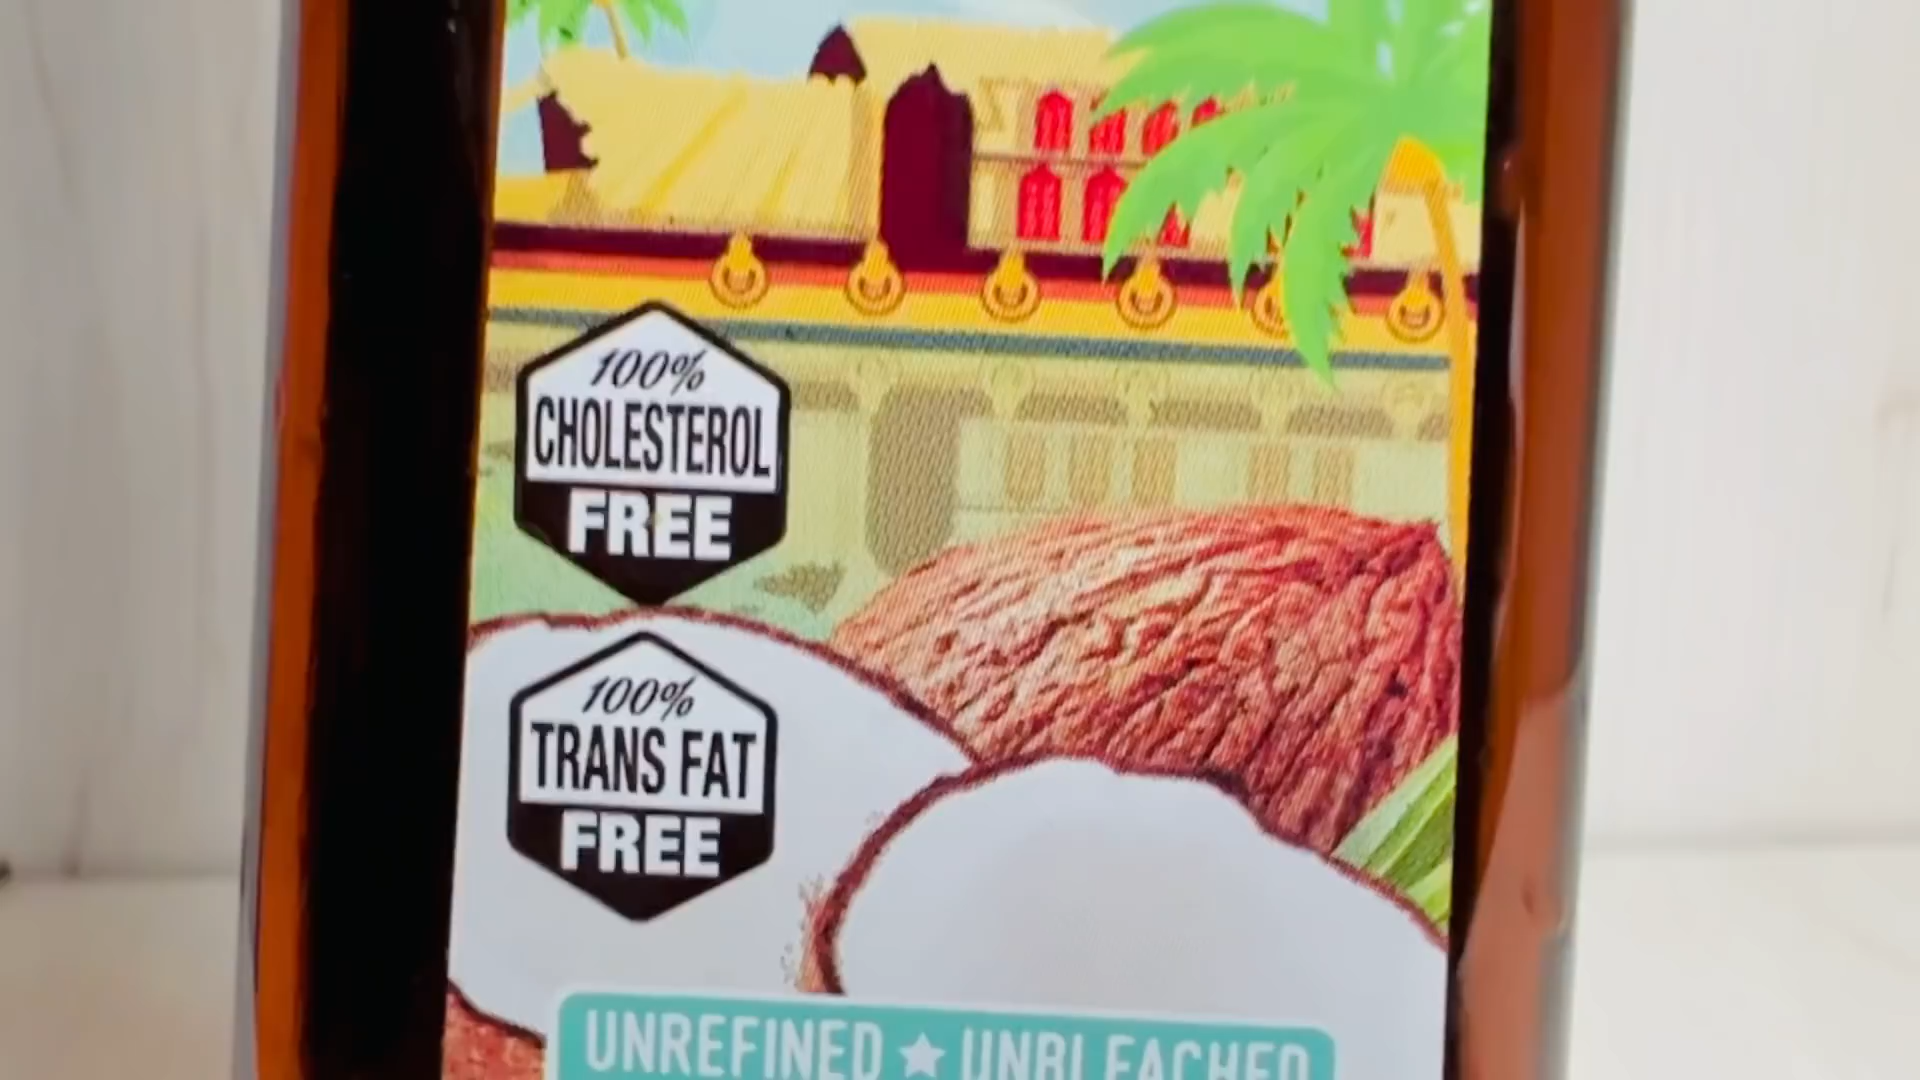 100%
CHOLESTEROL
FREE
100%
TRANS FAT
FREE
UNREFINED ★ UNBLEACHED